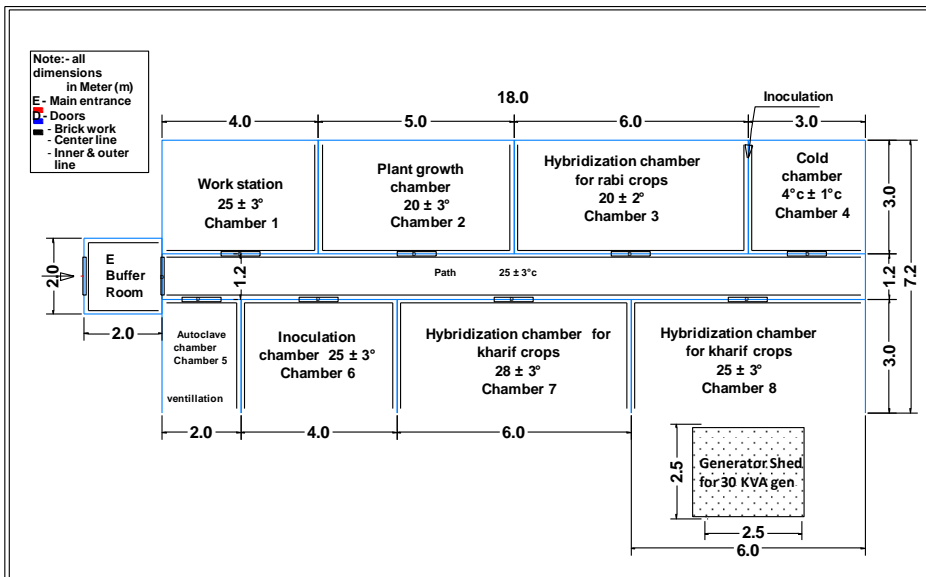 Note:- all
dimensions
in Meter (m)
E - Main entrance
D - Doors
- Brick work
- Center line
- Inner & outer
line
18.0
Inoculation
4.0
5.0
6.0
3.0
Work station
25 ± 3°
Chamber 1
Plant growth
chamber
20 ± 3°
Chamber 2
Hybridization chamber
for rabi crops
20 ± 2°
Chamber 3
Cold
chamber
4°c ± 1°c
Chamber 4
3.0
E
Buffer
Room
2.0
2.0
1.2
Path 25 ± 3°c
1.2
7.2
Autoclave
chamber
Chamber 5
ventillation
Inoculation
chamber 25 ± 3°
Chamber 6
Hybridization chamber for
kharif crops
28 ± 3°
Chamber 7
Hybridization chamber
for kharif crops
25 ± 3°
Chamber 8
3.0
2.0
4.0
6.0
2.5
Generator Shed
for 30 KVA gen
2.5
6.0